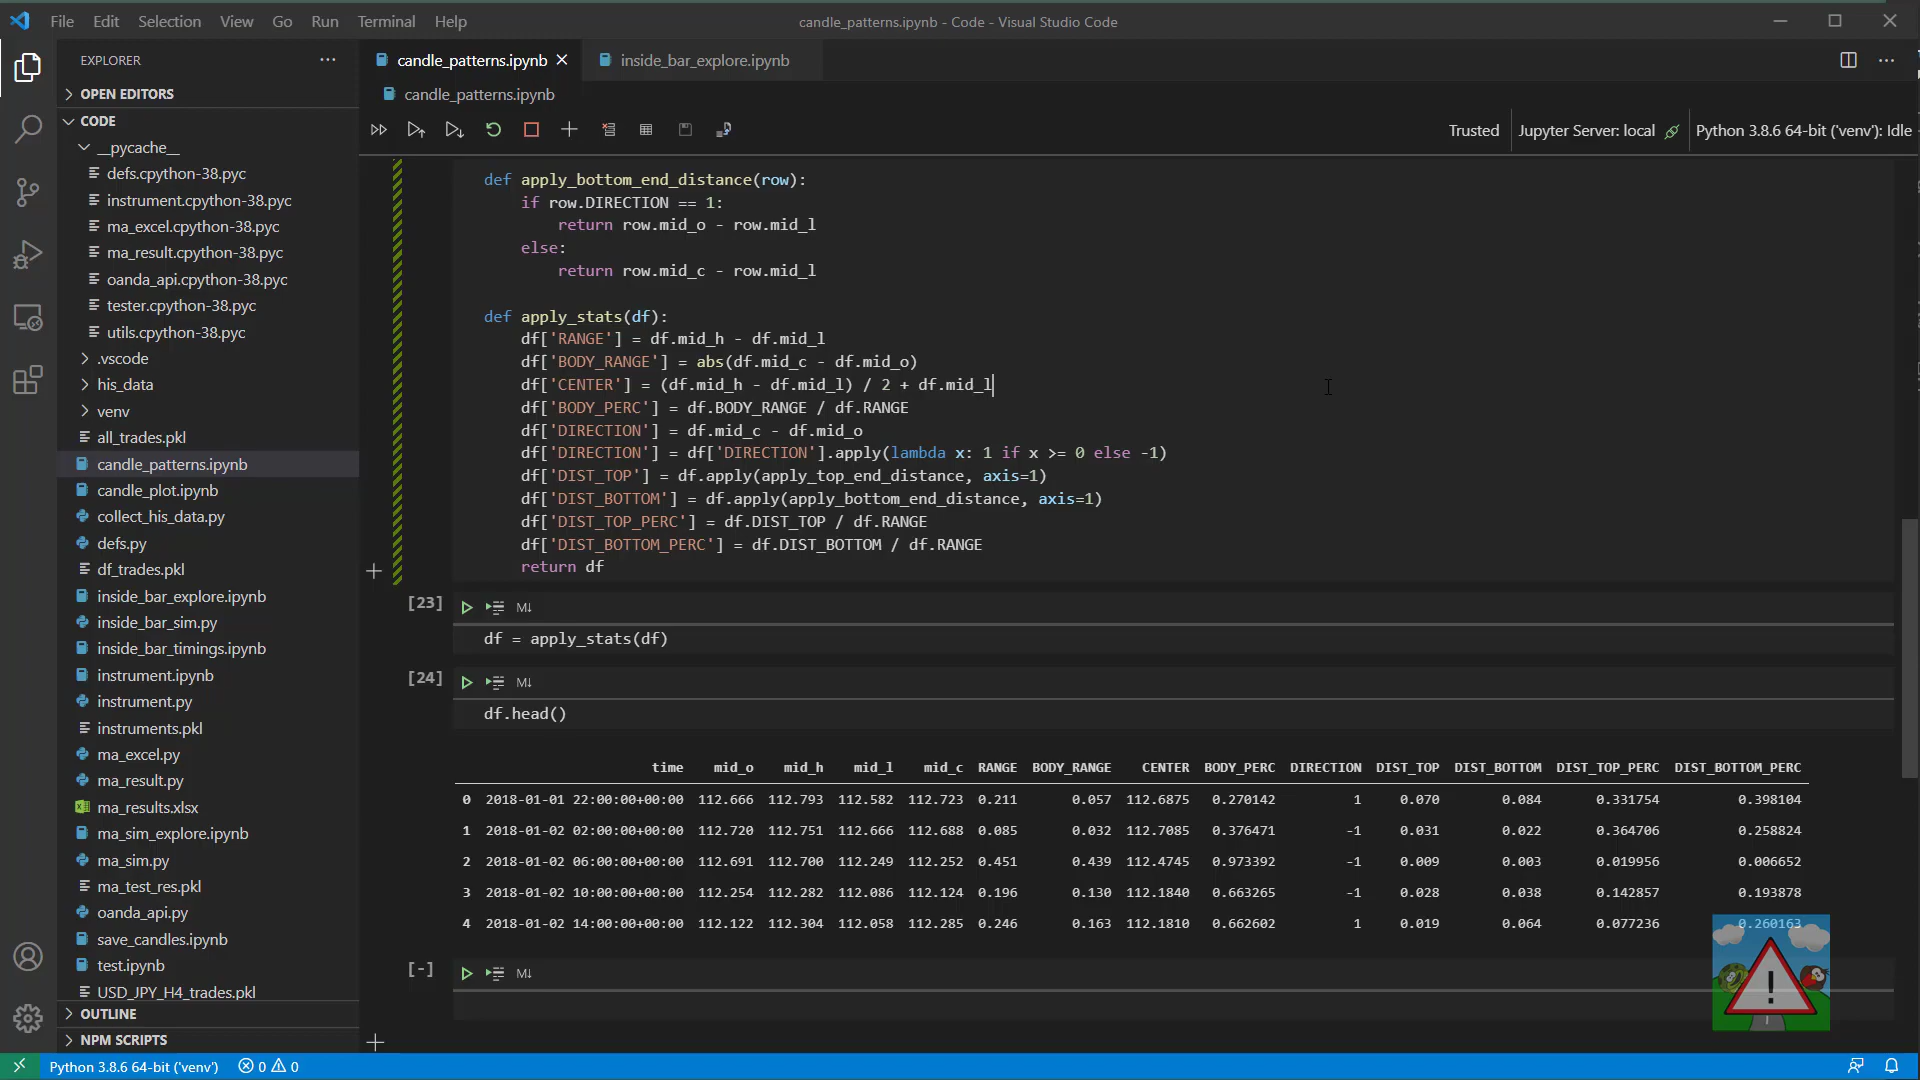 File Edit Selection View Go Run Terminal Help
candle_patterns.ipynb - Code - Visual Studio Code
EXPLORER
OPEN EDITORS
CODE
__pycache__
defs.cpython-38.pyc
instrument.cpython-38.pyc
ma_excel.cpython-38.pyc
ma_result.cpython-38.pyc
oanda_api.cpython-38.pyc
tester.cpython-38.pyc
utils.cpython-38.pyc
.vscode
his_data
venv
all_trades.pkl
candle_patterns.ipynb
candle_plot.ipynb
collect_his_data.py
defs.py
df_trades.pkl
inside_bar_explore.ipynb
inside_bar_sim.py
inside_bar_timings.ipynb
instrument.ipynb
instrument.py
instruments.pkl
ma_excel.py
ma_result.py
ma_results.xlsx
ma_sim_explore.ipynb
ma_sim.py
ma_test_res.pkl
oanda_api.py
save_candles.ipynb
test.ipynb
USD_JPY_H4_trades.pkl
OUTLINE
NPM SCRIPTS
candle_patterns.ipynb
inside_bar_explore.ipynb
candle_patterns.ipynb
Trusted
Jupyter Server: local
Python 3.8.6 64-bit ('venv'): Idle
def apply_bottom_end_distance(row):
if row.DIRECTION == 1:
return row.mid_o - row.mid_l
else:
return row.mid_c - row.mid_l
def apply_stats(df):
df['RANGE'] = df.mid_h - df.mid_l
df['BODY_RANGE'] = abs(df.mid_c - df.mid_o)
df['CENTER'] = (df.mid_h - df.mid_l) / 2 + df.mid_l
df['BODY_PERC'] = df.BODY_RANGE / df.RANGE
df['DIRECTION'] = df.mid_c - df.mid_o
df['DIRECTION'] = df['DIRECTION'].apply(lambda x: 1 if x >= 0 else -1)
df['DIST_TOP'] = df.apply(apply_top_end_distance, axis=1)
df['DIST_BOTTOM'] = df.apply(apply_bottom_end_distance, axis=1)
df['DIST_TOP_PERC'] = df.DIST_TOP / df.RANGE
df['DIST_BOTTOM_PERC'] = df.DIST_BOTTOM / df.RANGE
return df
[23]
M↓
df = apply_stats(df)
[24]
M↓
df.head()
time mid_o mid_h mid_l mid_c RANGE BODY_RANGE CENTER BODY_PERC DIRECTION DIST_TOP DIST_BOTTOM DIST_TOP_PERC DIST_BOTTOM_PERC
0 2018-01-01 22:00:00+00:00 112.666 112.793 112.582 112.723 0.211 0.057 112.6875 0.270142 1 0.070 0.084 0.331754 0.398104
1 2018-01-02 02:00:00+00:00 112.720 112.751 112.666 112.688 0.085 0.032 112.7085 0.376471 -1 0.031 0.022 0.364706 0.258824
2 2018-01-02 06:00:00+00:00 112.691 112.700 112.249 112.252 0.451 0.439 112.4745 0.973392 -1 0.009 0.003 0.019956 0.006652
3 2018-01-02 10:00:00+00:00 112.254 112.282 112.086 112.124 0.196 0.130 112.1840 0.663265 -1 0.028 0.038 0.142857 0.193878
4 2018-01-02 14:00:00+00:00 112.122 112.304 112.058 112.285 0.246 0.163 112.1810 0.662602 1 0.019 0.064 0.077236 0.260163
[-]
M↓
Python 3.8.6 64-bit ('venv') 0 0